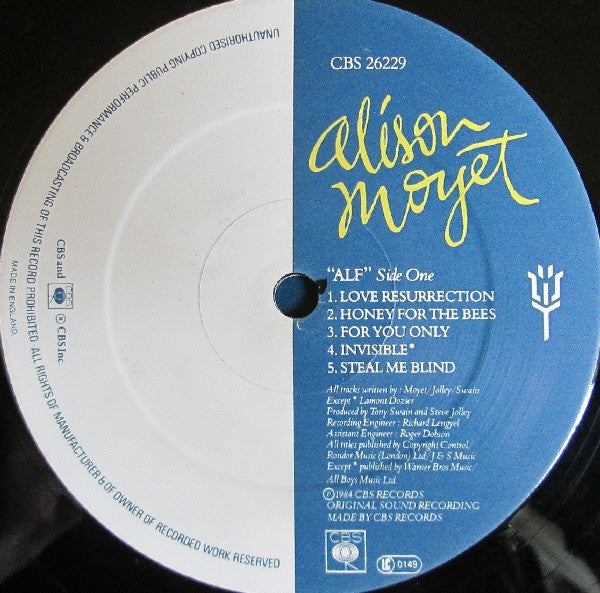 CBS 26229
alison
moyet
"ALF" Side One
1. LOVE RESURRECTION
2. HONEY FOR THE BEES
3. FOR YOU ONLY
4. INVISIBLE*
5. STEAL ME BLIND
All tracks written by : Moyet/Jolley/Swain
Except * Lamont Dozier
Produced by Tony Swain and Steve Jolley
Recording Engineer : Richard Lengyel
Assistant Engineer : Roger Dobson
All titles published by Copyright Control,
Rondor Music (London) Ltd/J & S Music
Except * published by Warner Bros Music/
All Boys Music Ltd
Ⓟ1984 CBS RECORDS
ORIGINAL SOUND RECORDING
MADE BY CBS RECORDS
CBS
LC 0149
UNAUTHORISED COPYING PUBLIC PERFORMANCE & BROADCASTING OF THIS RECORD PROHIBITED ALL RIGHTS OF MANUFACTURER & OF OWNER OF RECORDED WORK RESERVED
MADE IN ENGLAND
CBS and CBS ® CBS Inc.